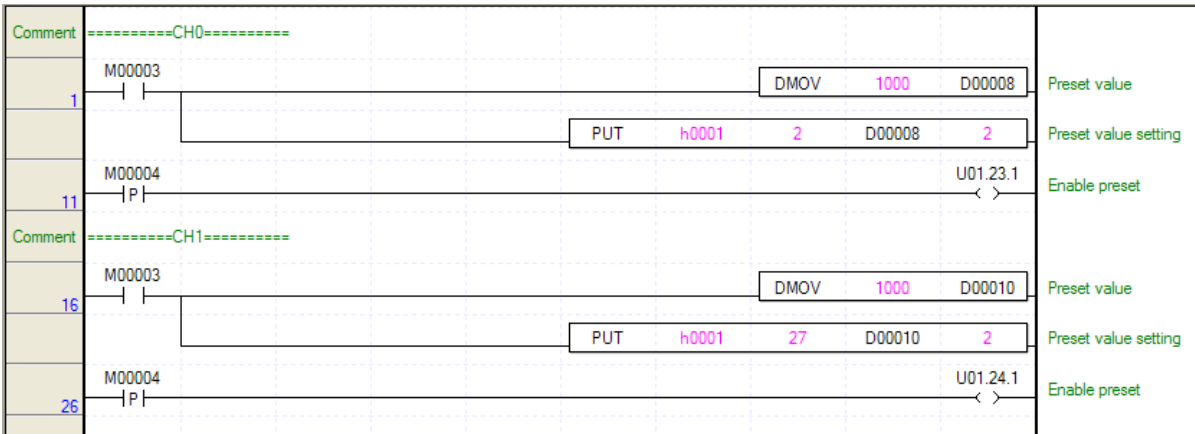 Comment ==========CH0==========
M00003
1 DMOV 1000 D00008 Preset value
PUT h0001 2 D00008 2 Preset value setting
M00004 U01.23.1
11 P Enable preset
Comment ==========CH1==========
M00003
16 DMOV 1000 D00010 Preset value
PUT h0001 27 D00010 2 Preset value setting
M00004 U01.24.1
26 P Enable preset